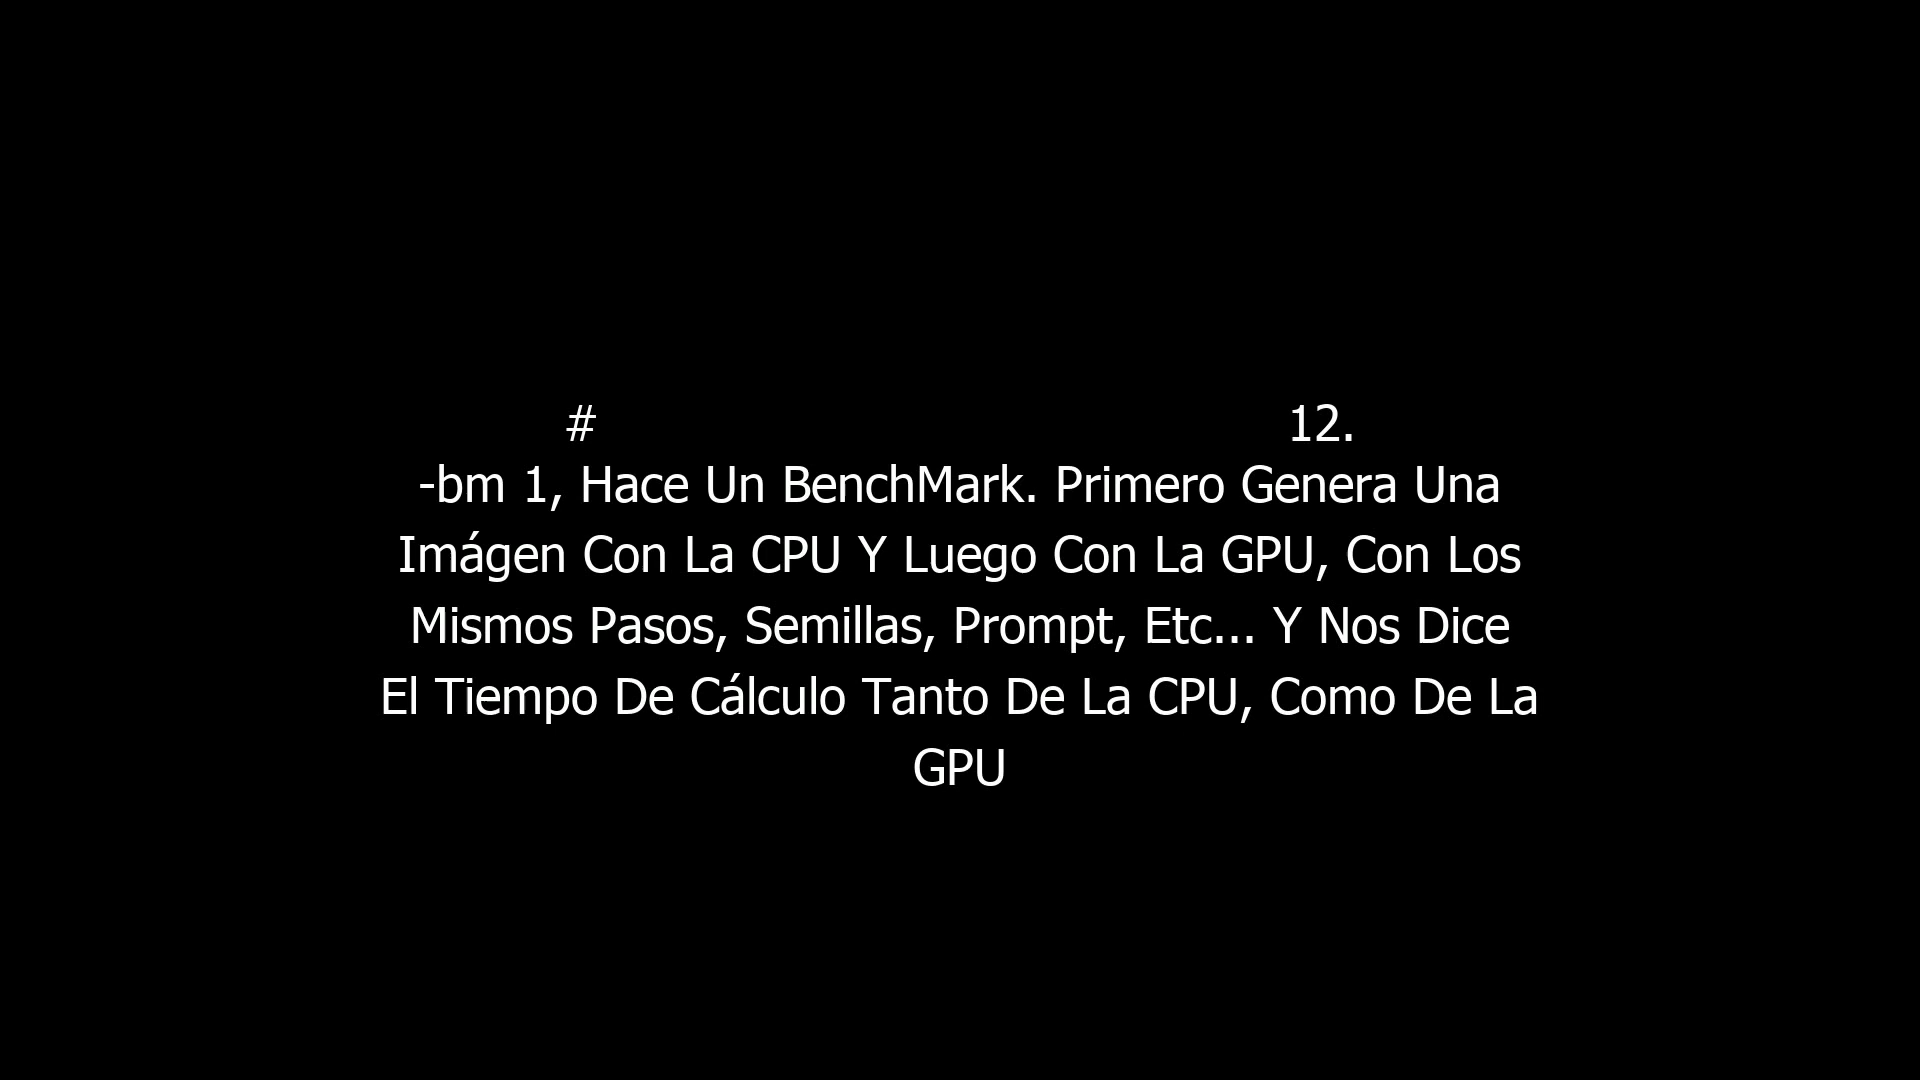 # 12.
-bm 1, Hace Un BenchMark. Primero Genera Una
Imágen Con La CPU Y Luego Con La GPU, Con Los
Mismos Pasos, Semillas, Prompt, Etc... Y Nos Dice
El Tiempo De Cálculo Tanto De La CPU, Como De La
GPU